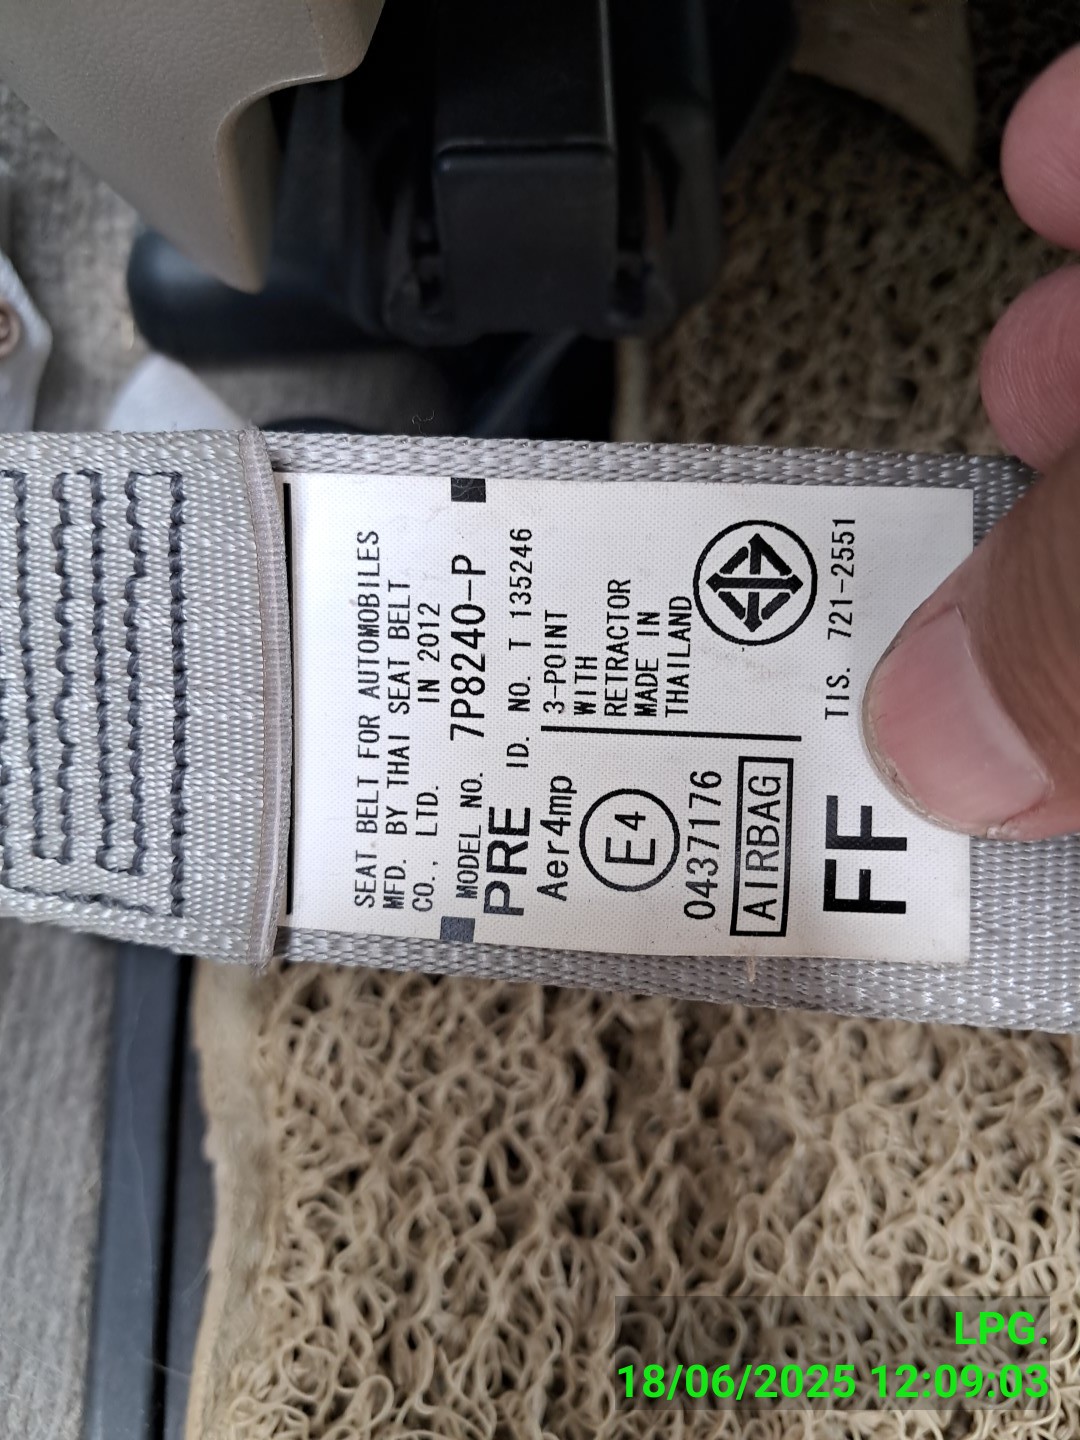 SEAT BELT FOR AUTOMOBILES
MFD. BY THAI SEAT BELT
CO., LTD. IN 2012
MODEL NO. 7P8240-P
PRE ID. NO. T 135246
Aer4mp
E4
0437176
AIRBAG
3-POINT
WITH
RETRACTOR
MADE IN
THAILAND
TIS. 721-2551
FF
LPG.
18/06/2025 12:09:03